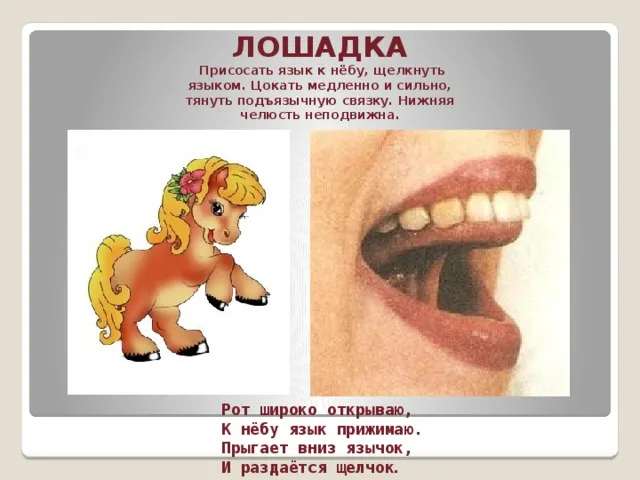 ЛОШАДКА
Присосать язык к нёбу, щелкнуть
языком. Цокать медленно и сильно,
тянуть подъязычную связку. Нижняя
челюсть неподвижна.
Рот широко открываю,
К нёбу язык прижимаю.
Прыгает вниз язычок,
И раздаётся щелчок.